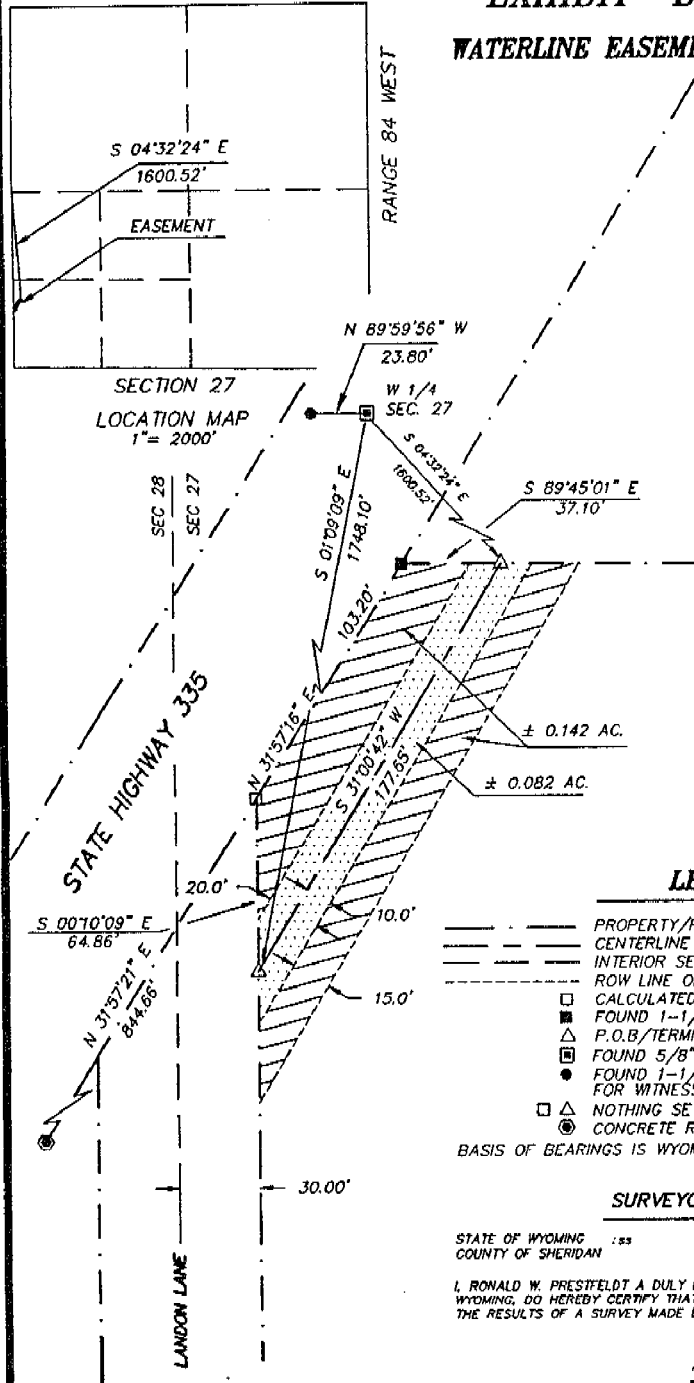 WATERLINE EASEM
RANGE 84 WEST
S 04°32'24" E
1600.52'
EASEMENT
SECTION 27
LOCATION MAP
1"= 2000'
N 89°59'56" W
23.80'
W 1/4
SEC. 27
S 04°32'24" E
1600.52'
S 89°45'01" E
37.10'
SEC 28
SEC 27
S 01°09'09" E
1748.10'
103.20'
N 31°57'16" E
S 31°00'42" W
177.65'
± 0.142 AC.
± 0.082 AC.
STATE HIGHWAY 335
20.0'
10.0'
15.0'
S 00°10'09" E
64.86'
N 31°57'21" E
844.66'
30.00'
LANDON LANE
PROPERTY/
CENTERLINE
INTERIOR SE
ROW LINE O
CALCULATED
FOUND 1-1/
P.O.B/TERMI
FOUND 5/8"
FOUND 1-1/
FOR WITNES
NOTHING SE
CONCRETE R
BASIS OF BEARINGS IS WYOM
SURVEYO
STATE OF WYOMING :ss
COUNTY OF SHERIDAN
I, RONALD W. PRESTFELDT A DULY
WYOMING, DO HEREBY CERTIFY THAT
THE RESULTS OF A SURVEY MADE